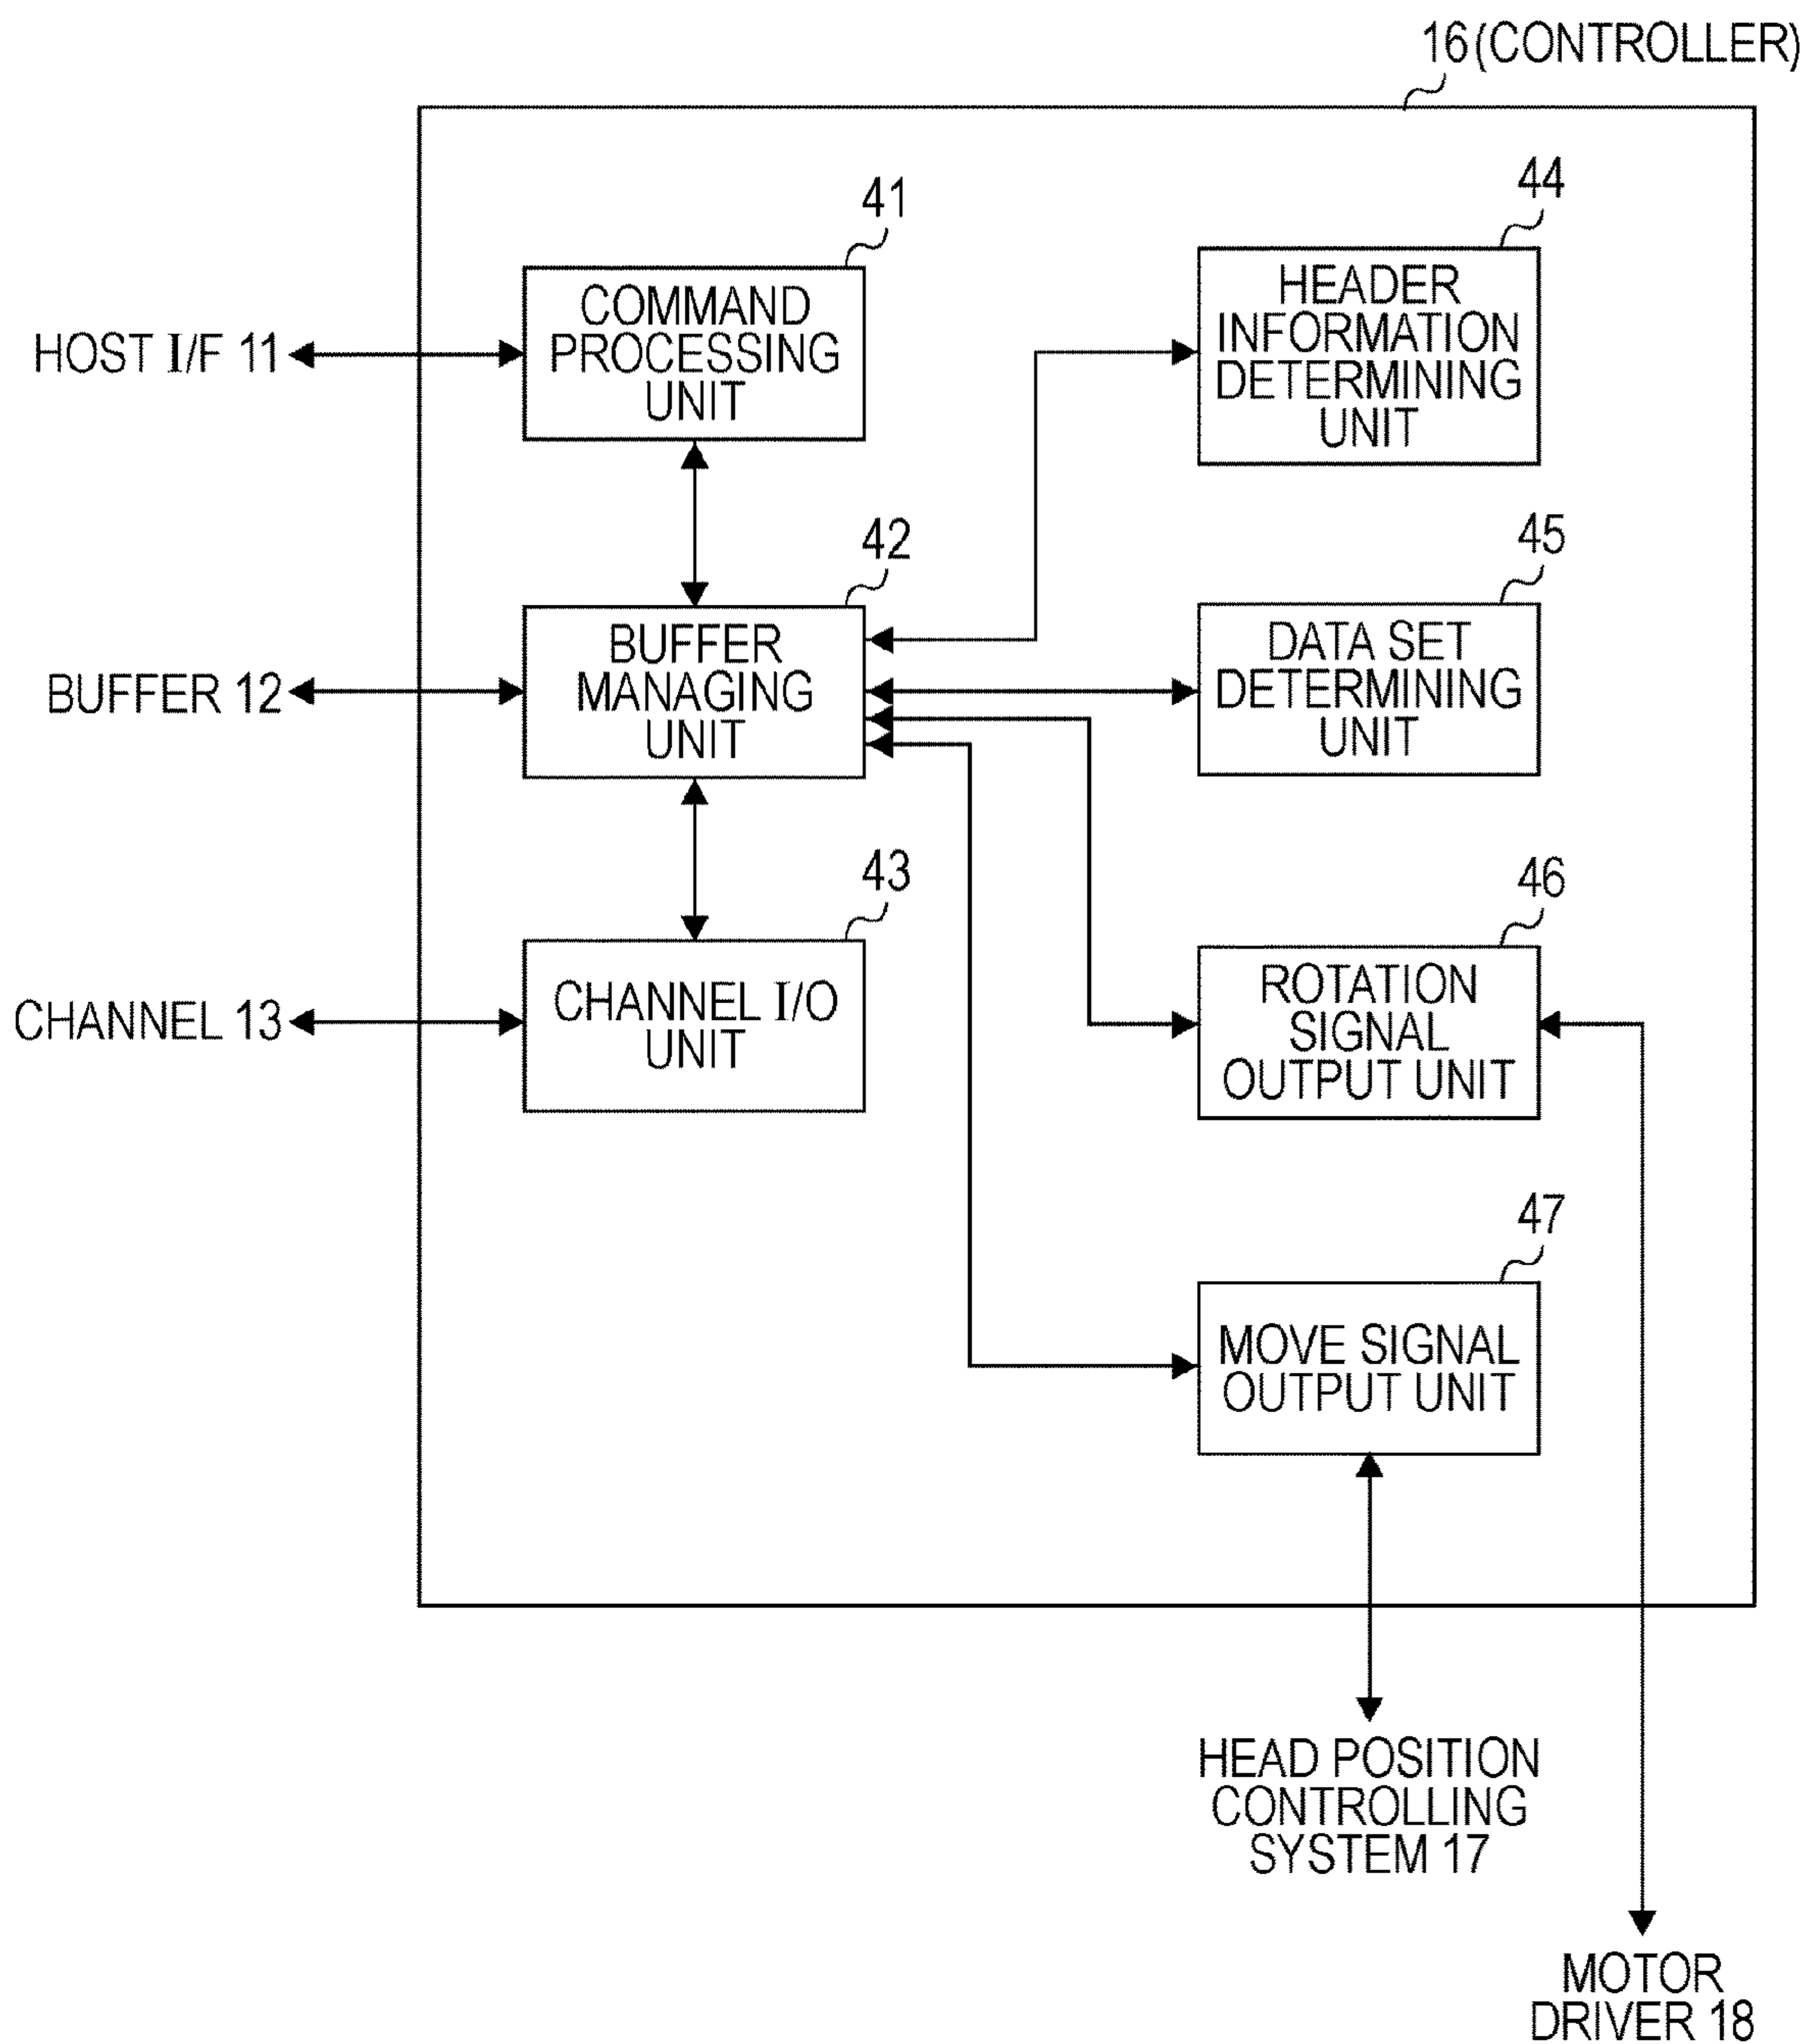 16(CONTROLLER)
41
COMMAND
PROCESSING
UNIT
HOST I/F 11
44
HEADER
INFORMATION
DETERMINING
UNIT
42
BUFFER
MANAGING
UNIT
BUFFER 12
45
DATA SET
DETERMINING
UNIT
43
CHANNEL I/O
UNIT
CHANNEL 13
46
ROTATION
SIGNAL
OUTPUT UNIT
47
MOVE SIGNAL
OUTPUT UNIT
HEAD POSITION
CONTROLLING
SYSTEM 17
MOTOR
DRIVER 18